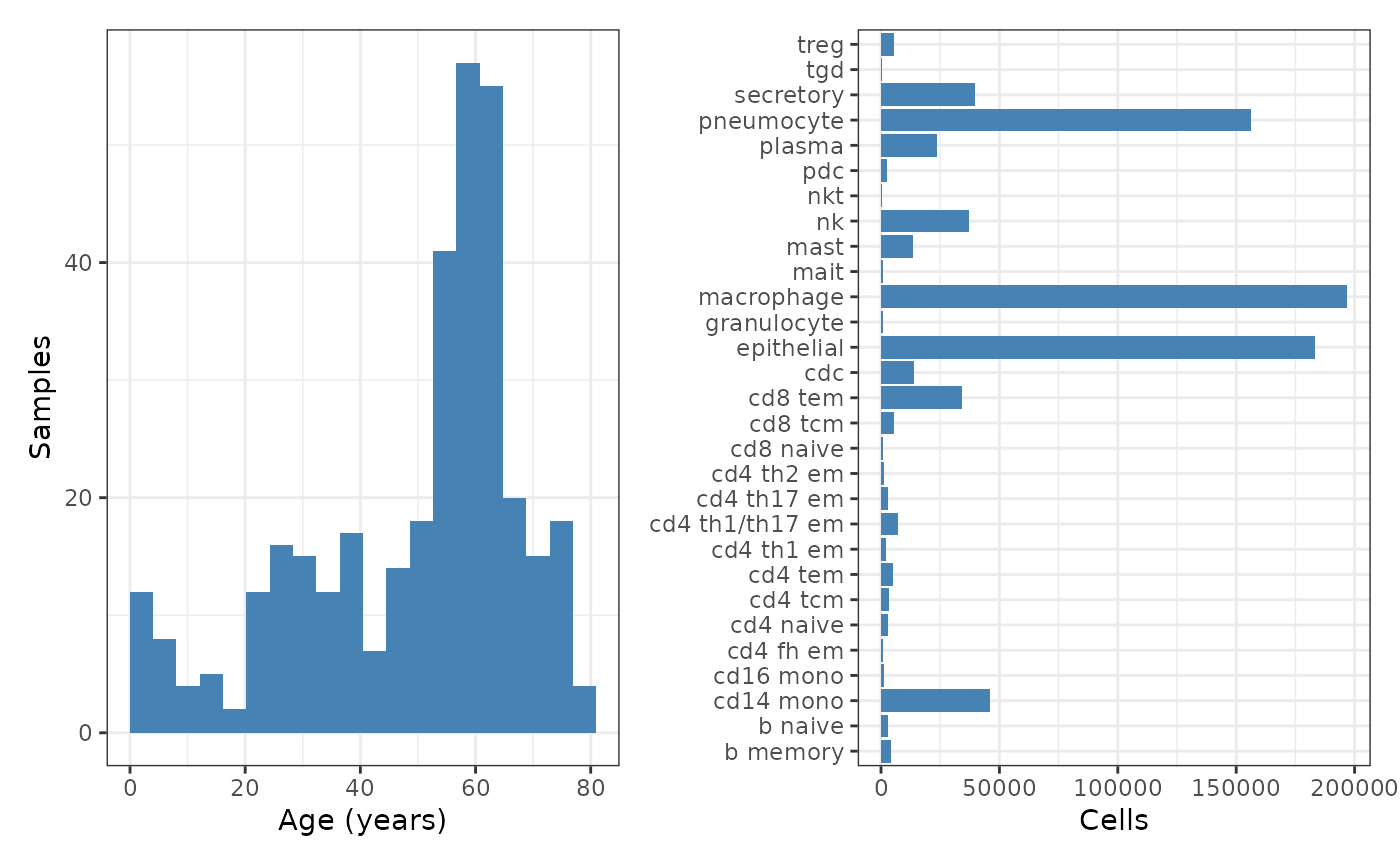 Samples
40
20
0
0 20 40 60 80
Age (years)
treg
tgd
secretory
pneumocyte
plasma
pdc
nkt
nk
mast
mait
macrophage
granulocyte
epithelial
cdc
cd8 tem
cd8 tcm
cd8 naive
cd4 th2 em
cd4 th17 em
cd4 th1/th17 em
cd4 th1 em
cd4 tem
cd4 tcm
cd4 naive
cd4 fh em
cd16 mono
cd14 mono
b naive
b memory
0 50000 100000 150000 200000
Cells